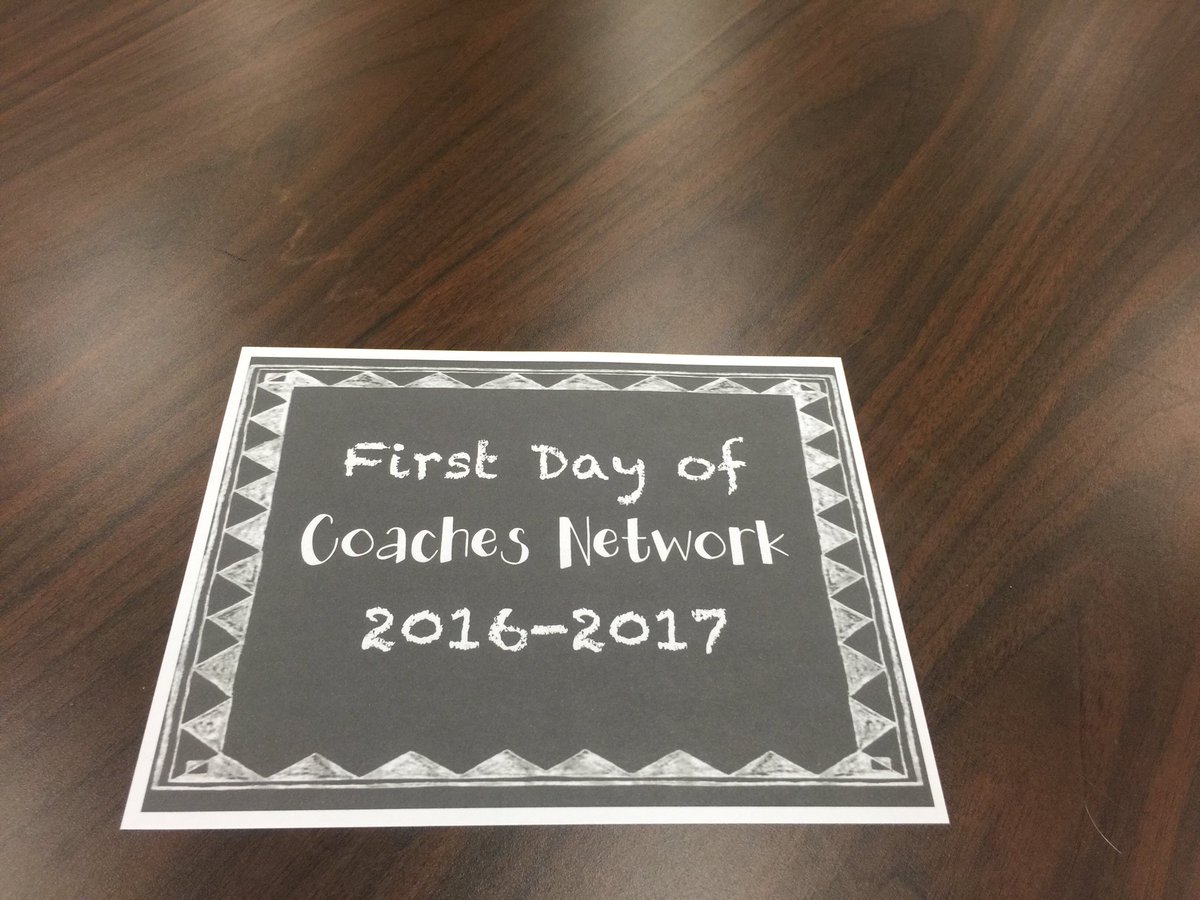 First Day of
Coaches Network
2016-2017